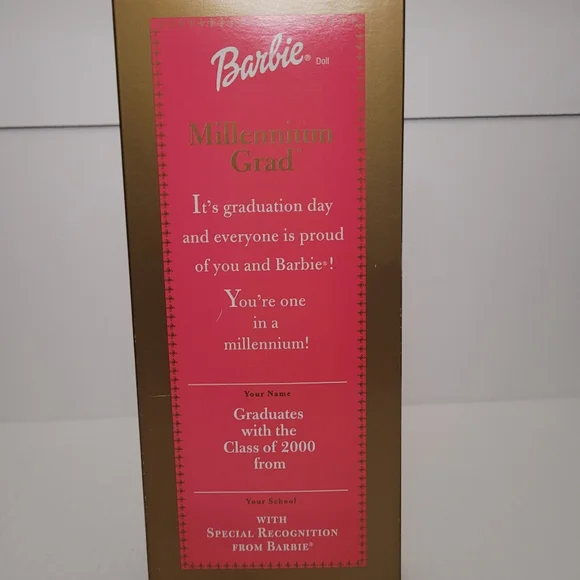 Barbie® Doll
Millennium
Grad
It's graduation day
and everyone is proud
of you and Barbie®!
You're one
in a
millennium!
Your Name
Graduates
with the
Class of 2000
from
Your School
WITH
SPECIAL RECOGNITION
FROM BARBIE®